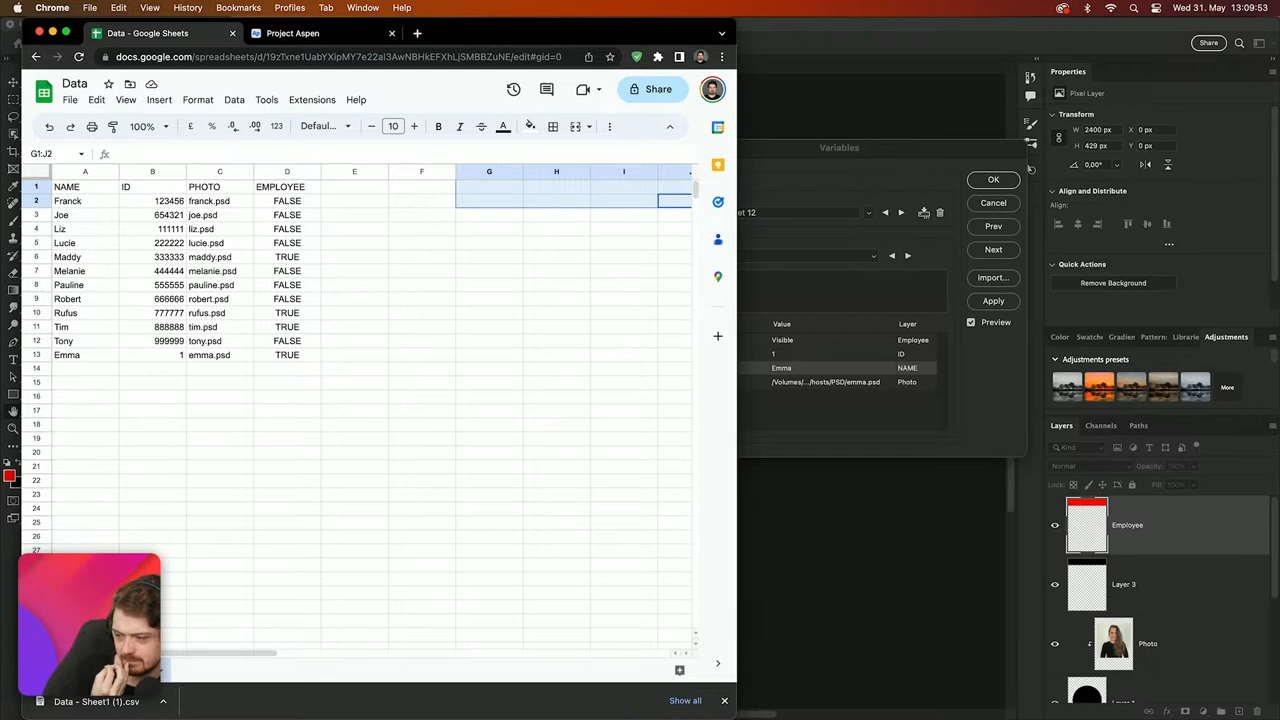 Chrome File Edit View History Bookmarks Profiles Tab Window Help Wed 31. May 13:09:53
Data - Google Sheets Project Aspen
docs.google.com/spreadsheets/d/19zTxne1UabYXipMY7e22aI3AwNBHkEFXhLjSMBBZuNE/edit#gid=0
Data
File Edit View Insert Format Data Tools Extensions Help
Share
100% £ % .0 .00 123 Defaul... 10 B I A
G1:J2 fx
A B C D E F G H I
1 NAME ID PHOTO EMPLOYEE
2 Franck 123456 franck.psd FALSE
3 Joe 654321 joe.psd FALSE
4 Liz 111111 liz.psd FALSE
5 Lucie 222222 lucie.psd FALSE
6 Maddy 333333 maddy.psd TRUE
7 Melanie 444444 melanie.psd FALSE
8 Pauline 555555 pauline.psd FALSE
9 Robert 666666 robert.psd FALSE
10 Rufus 777777 rufus.psd TRUE
11 Tim 888888 tim.psd TRUE
12 Tony 999999 tony.psd FALSE
13 Emma 1 emma.psd TRUE
14
15
16
17
18
19
20
21
22
23
24
25
26
27
Data - Sheet1 (1).csv Show all
Variables
OK
et 12
Cancel
Prev
Next
Import...
Apply
Preview
Value Layer
Visible Employee
1 ID
Emma NAME
/Volumes/.../hosts/PSD/emma.psd Photo
Share
Properties
Pixel Layer
Transform
W 2400 px X 0 px
H 429 px Y 0 px
0,00°
Align and Distribute
Align:
Quick Actions
Remove Background
Color Swatche Gradien Pattern: Librarie Adjustments
Adjustments presets
More
Layers Channels Paths
Kind
Normal Opacity: 100%
Lock: Fill: 100%
Employee
Layer 3
Photo